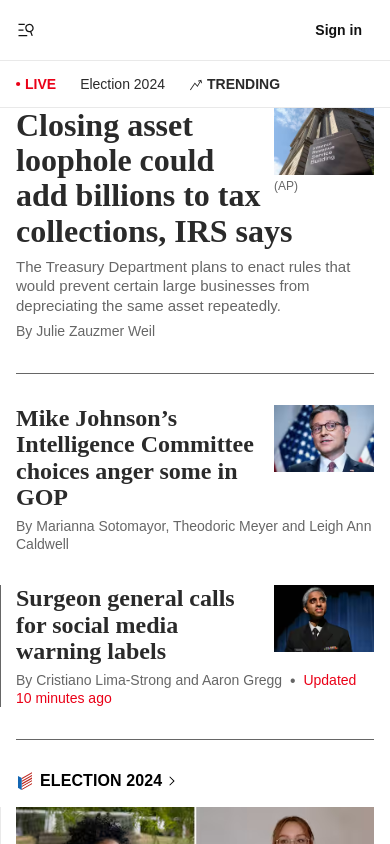 Sign in
• LIVE Election 2024 TRENDING
Closing asset
loophole could
add billions to tax
collections, IRS says
(AP)
The Treasury Department plans to enact rules that
would prevent certain large businesses from
depreciating the same asset repeatedly.
By Julie Zauzmer Weil
Mike Johnson’s
Intelligence Committee
choices anger some in
GOP
By Marianna Sotomayor, Theodoric Meyer and Leigh Ann
Caldwell
Surgeon general calls
for social media
warning labels
By Cristiano Lima-Strong and Aaron Gregg • Updated
10 minutes ago
ELECTION 2024